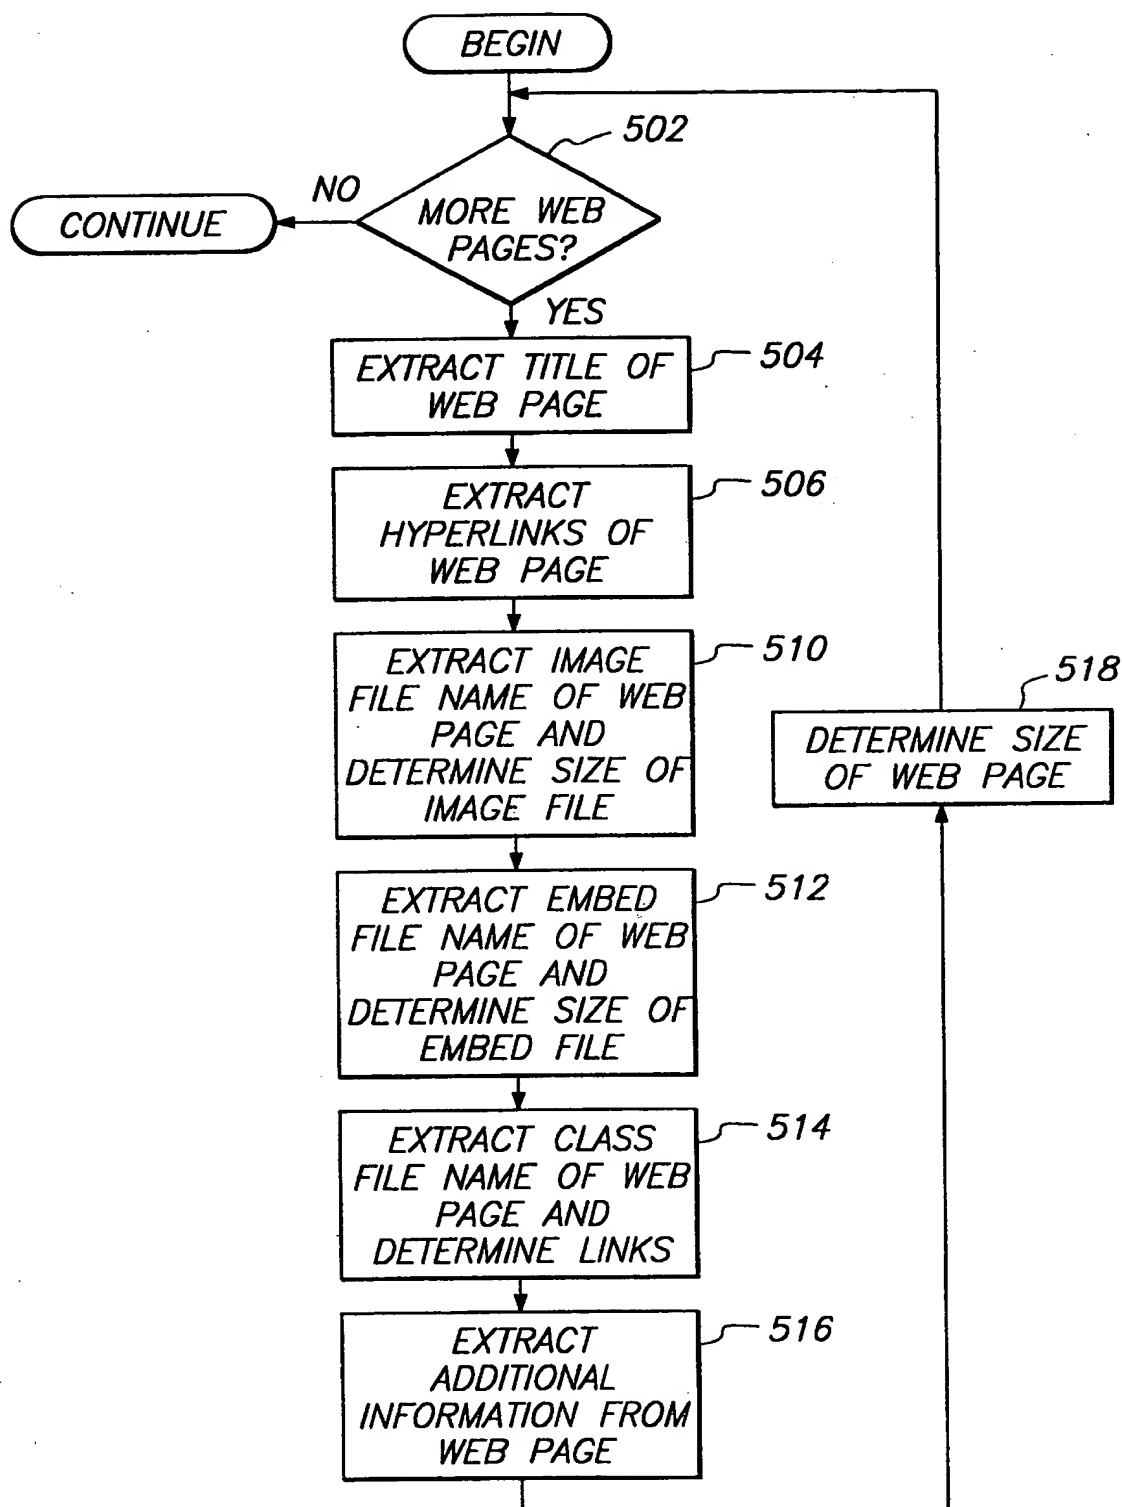 BEGIN
502
MORE WEB
PAGES?
NO
CONTINUE
YES
EXTRACT TITLE OF
WEB PAGE
504
EXTRACT
HYPERLINKS OF
WEB PAGE
506
EXTRACT IMAGE
FILE NAME OF WEB
PAGE AND
DETERMINE SIZE OF
IMAGE FILE
510
EXTRACT EMBED
FILE NAME OF WEB
PAGE AND
DETERMINE SIZE OF
EMBED FILE
512
EXTRACT CLASS
FILE NAME OF WEB
PAGE AND
DETERMINE LINKS
514
EXTRACT
ADDITIONAL
INFORMATION FROM
WEB PAGE
516
518
DETERMINE SIZE
OF WEB PAGE